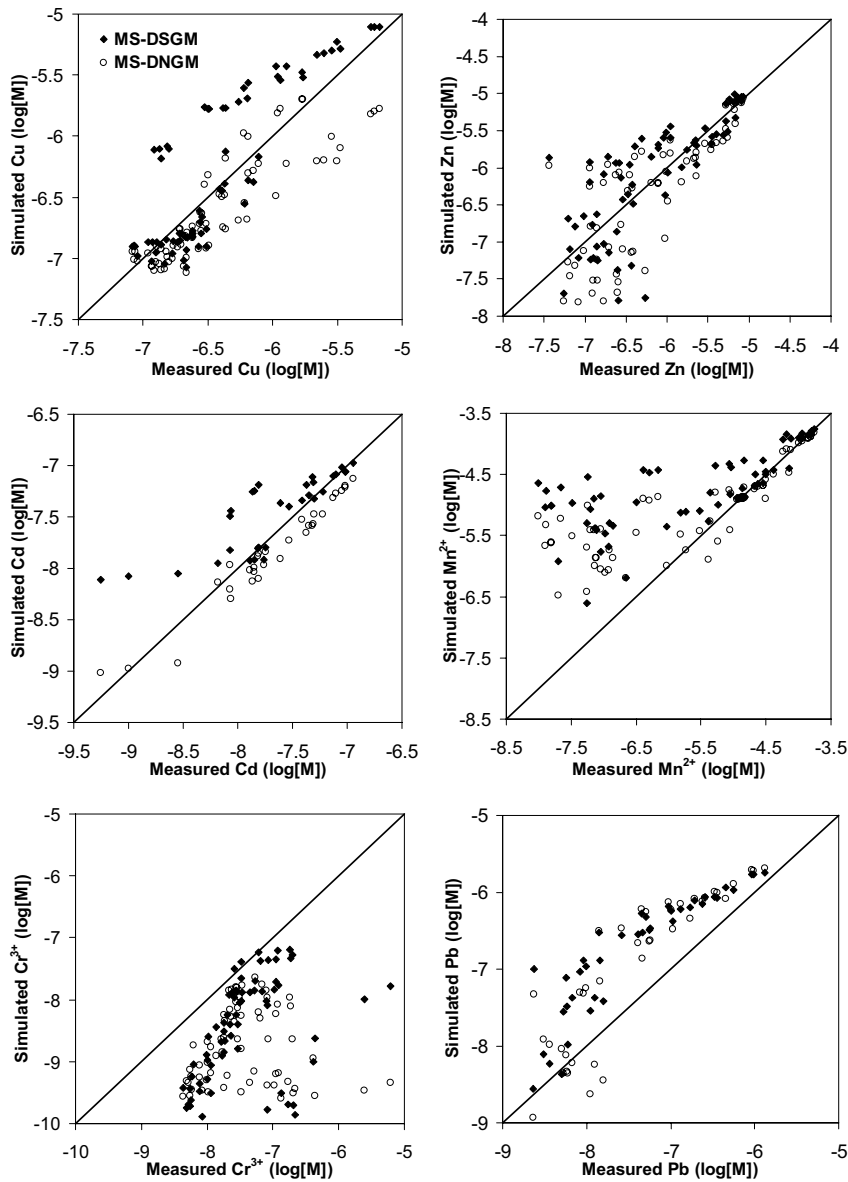 -5
-5.5
-6
-6.5
-7
-7.5
Simulated Cu (log[M])
MS-DSGM
MS-DNGM
-7.5 -7 -6.5 -6 -5.5 -5
Measured Cu (log[M])
-4
-4.5
-5
-5.5
-6
-6.5
-7
-7.5
-8
Simulated Zn (log[M])
-8 -7.5 -7 -6.5 -6 -5.5 -5 -4.5 -4
Measured Zn (log[M])
-6.5
-7
-7.5
-8
-8.5
-9
-9.5
Simulated Cd (log[M])
-9.5 -9 -8.5 -8 -7.5 -7 -6.5
Measured Cd (log[M])
-3.5
-4.5
-5.5
-6.5
-7.5
-8.5
Simulated Mn²⁺ (log[M])
-8.5 -7.5 -6.5 -5.5 -4.5 -3.5
Measured Mn²⁺ (log[M])
-5
-6
-7
-8
-9
-10
Simulated Cr³⁺ (log[M])
-10 -9 -8 -7 -6 -5
Measured Cr³⁺ (log[M])
-5
-6
-7
-8
-9
Simulated Pb (log[M])
-9 -8 -7 -6 -5
Measured Pb (log[M])